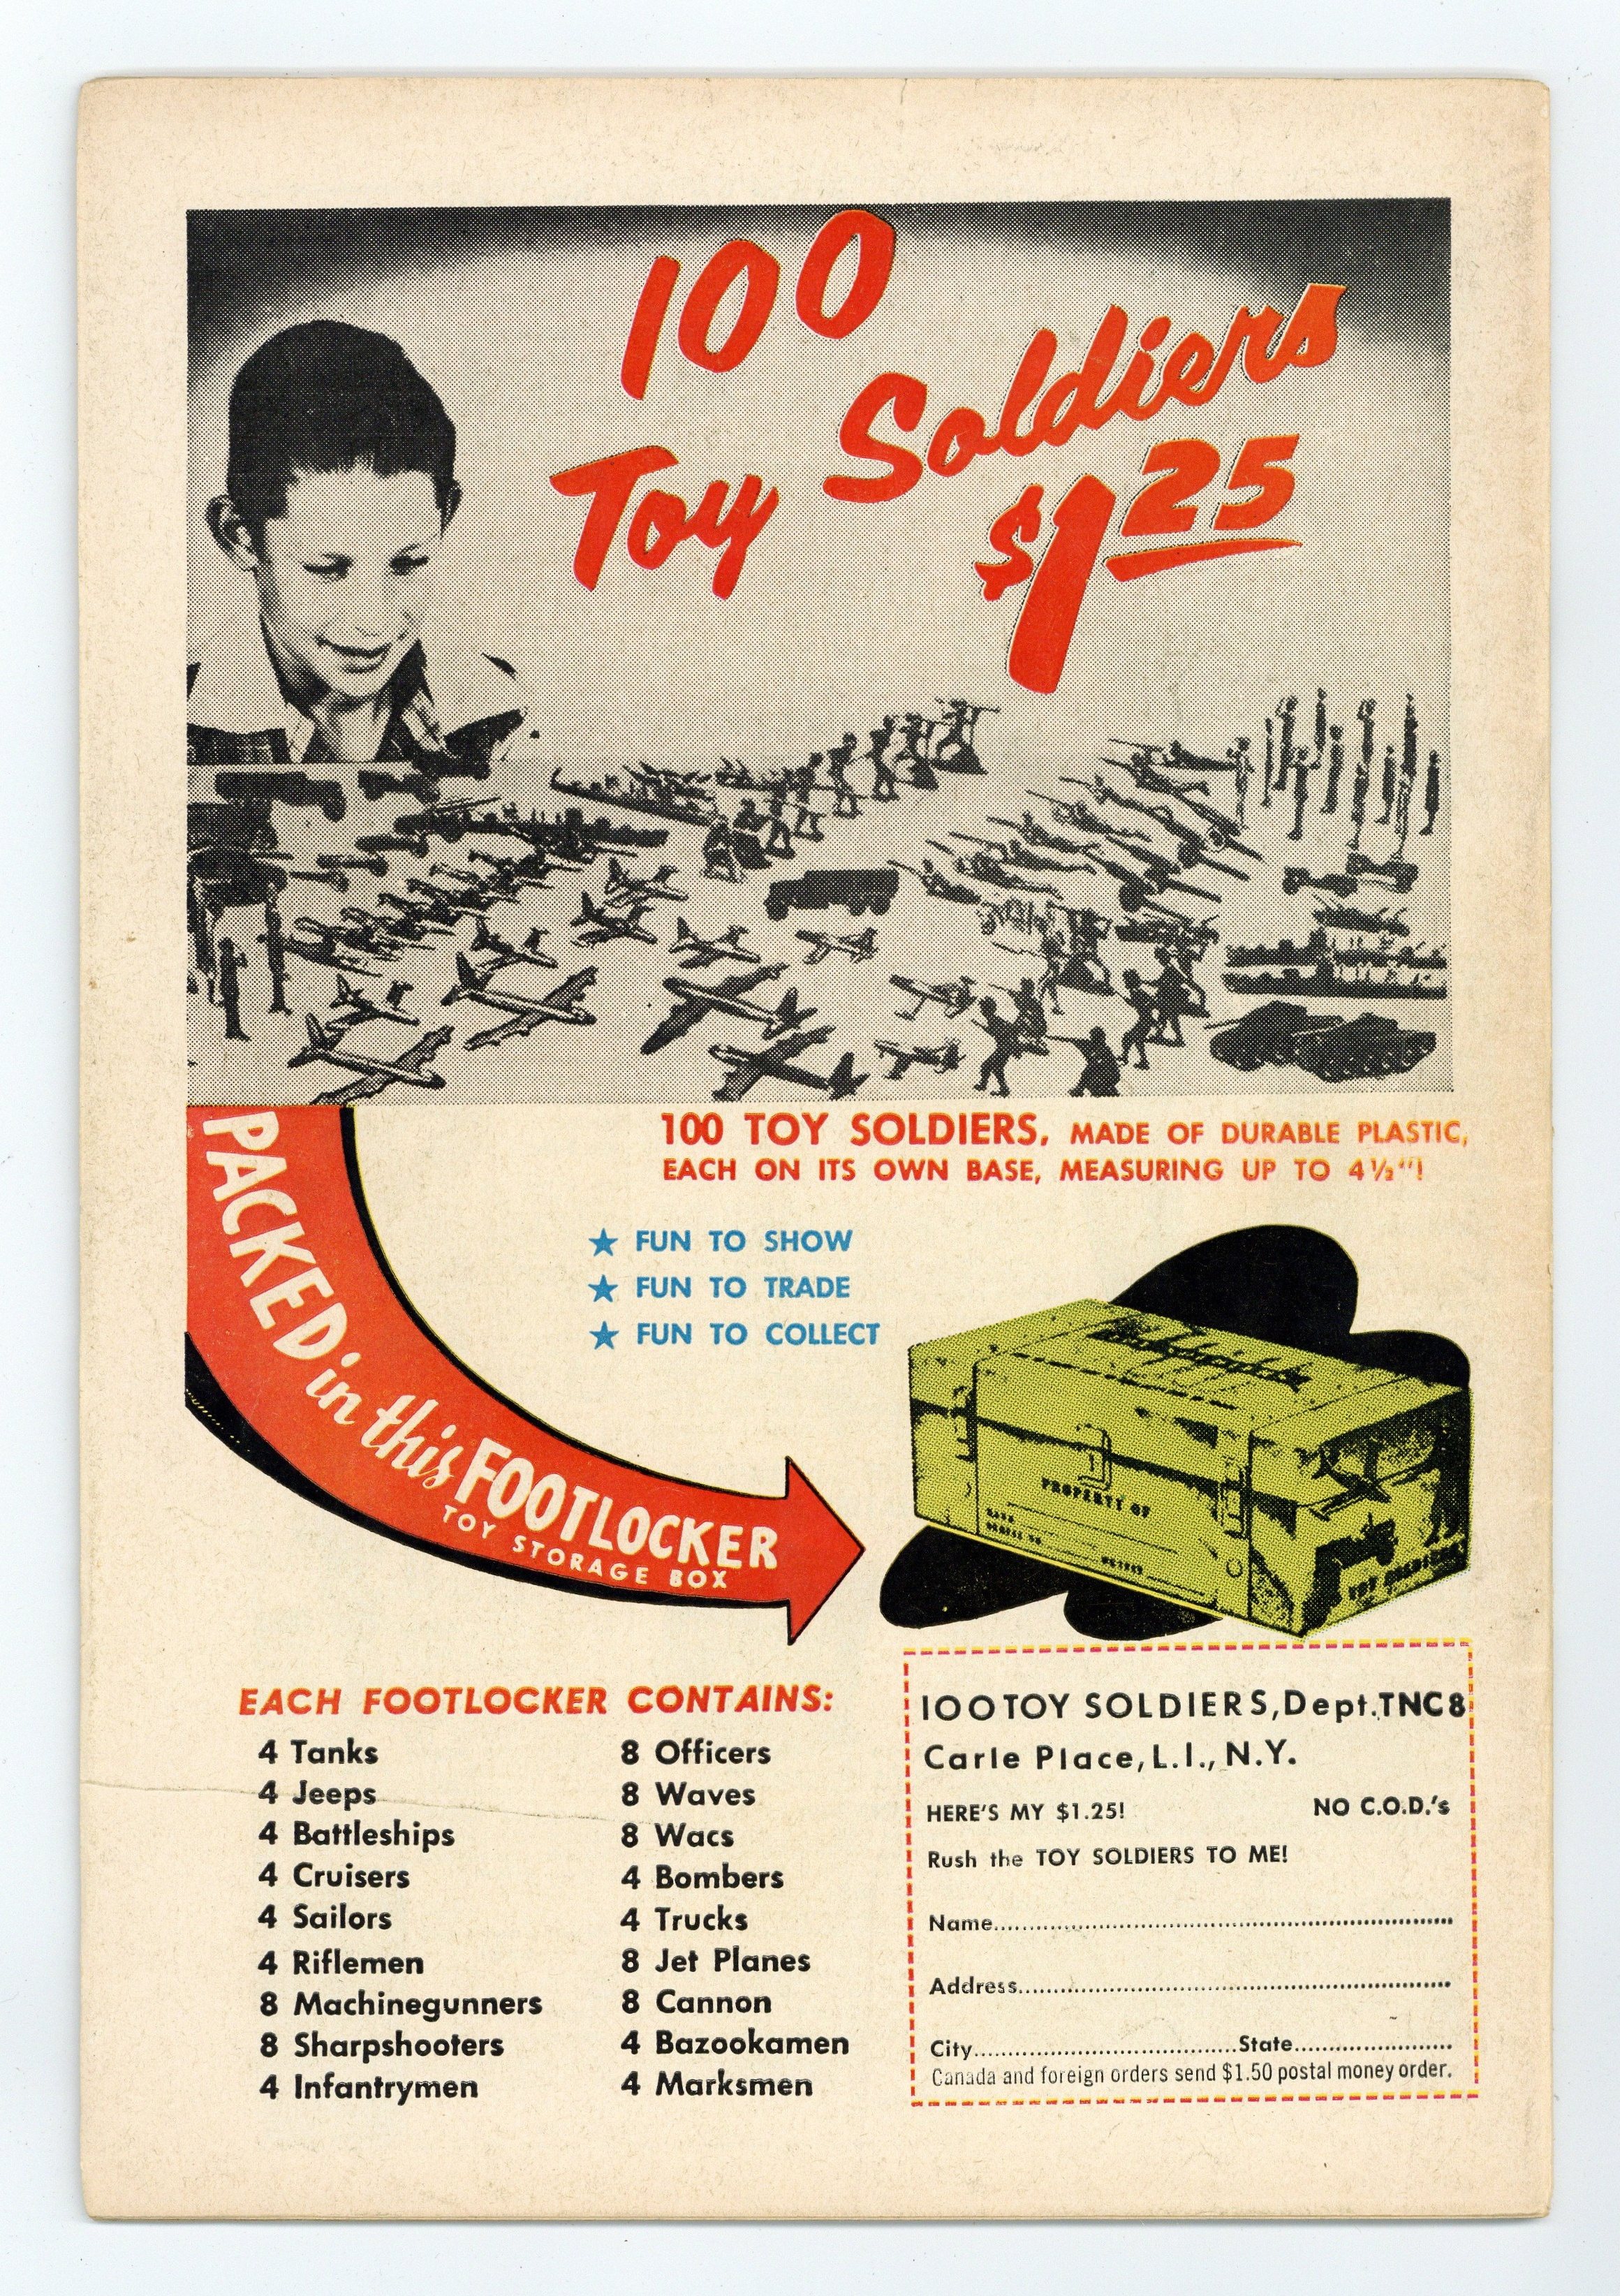 100
Toy Soldiers
$1.25
100 TOY SOLDIERS, MADE OF DURABLE PLASTIC,
EACH ON ITS OWN BASE, MEASURING UP TO 4½"!
PACKED in this FOOTLOCKER
TOY STORAGE BOX
★ FUN TO SHOW
★ FUN TO TRADE
★ FUN TO COLLECT
PROPERTY OF
EACH FOOTLOCKER CONTAINS:
4 Tanks
4 Jeeps
4 Battleships
4 Cruisers
4 Sailors
4 Riflemen
8 Machinegunners
8 Sharpshooters
4 Infantrymen
8 Officers
8 Waves
8 Wacs
4 Bombers
4 Trucks
8 Jet Planes
8 Cannon
4 Bazookamen
4 Marksmen
100 TOY SOLDIERS, Dept. TNC8
Carle Place, L.I., N.Y.
HERE'S MY $1.25! NO C.O.D.'s
Rush the TOY SOLDIERS TO ME!
Name
Address
City State
Canada and foreign orders send $1.50 postal money order.